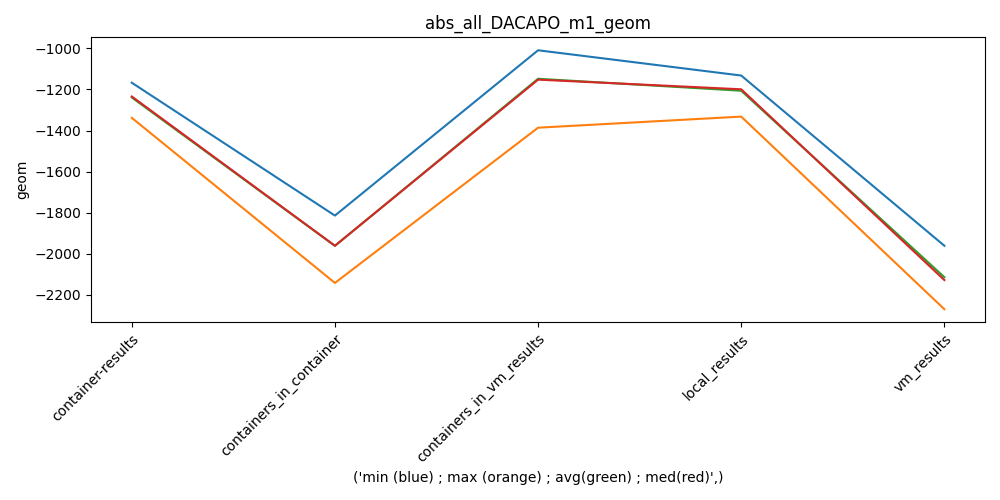 abs_all_DACAPO_m1_geom
geom
−1000
−1200
−1400
−1600
−1800
−2000
−2200
container-results
containers_in_container
containers_in_vm_results
local_results
vm_results
('min (blue) ; max (orange) ; avg(green) ; med(red)',)